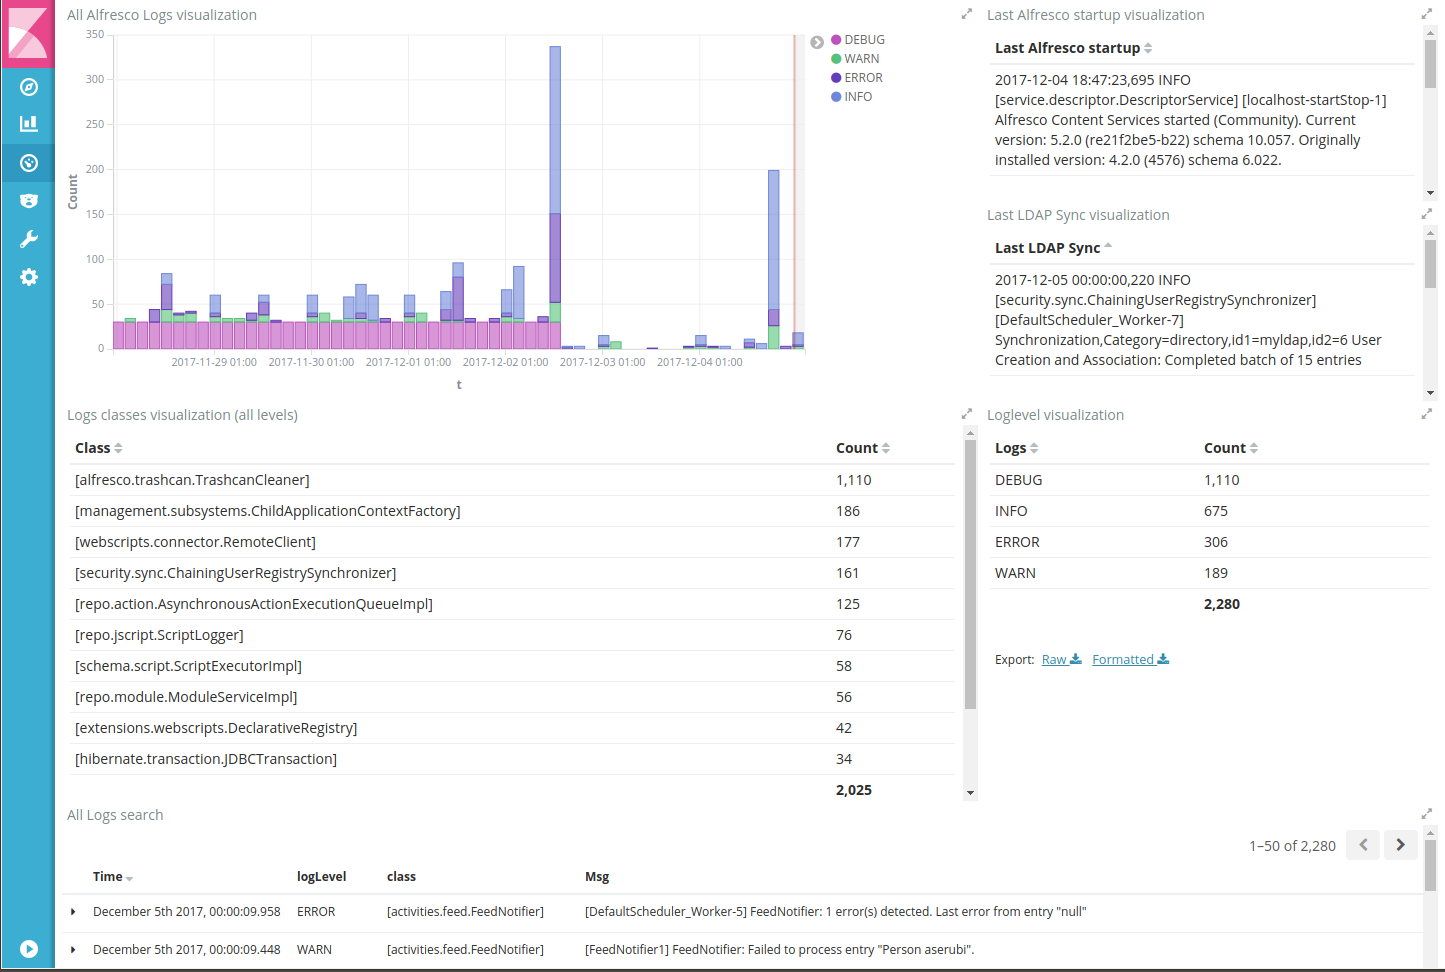 All Alfresco Logs visualization
350
300
250
200
150
100
50
0
Count
2017-11-29 01:00 2017-11-30 01:00 2017-12-01 01:00 2017-12-02 01:00 2017-12-03 01:00 2017-12-04 01:00
t
DEBUG
WARN
ERROR
INFO
Last Alfresco startup visualization
Last Alfresco startup
2017-12-04 18:47:23,695 INFO
[service.descriptor.DescriptorService] [localhost-startStop-1]
Alfresco Content Services started (Community). Current
version: 5.2.0 (re21f2be5-b22) schema 10.057. Originally
installed version: 4.2.0 (4576) schema 6.022.
Last LDAP Sync visualization
Last LDAP Sync
2017-12-05 00:00:00,220 INFO
[security.sync.ChainingUserRegistrySynchronizer]
[DefaultScheduler_Worker-7]
Synchronization,Category=directory,id1=myldap,id2=6 User
Creation and Association: Completed batch of 15 entries
Logs classes visualization (all levels)
Class Count
[alfresco.trashcan.TrashcanCleaner] 1,110
[management.subsystems.ChildApplicationContextFactory] 186
[webscripts.connector.RemoteClient] 177
[security.sync.ChainingUserRegistrySynchronizer] 161
[repo.action.AsynchronousActionExecutionQueueImpl] 125
[repo.jscript.ScriptLogger] 76
[schema.script.ScriptExecutorImpl] 58
[repo.module.ModuleServiceImpl] 56
[extensions.webscripts.DeclarativeRegistry] 42
[hibernate.transaction.JDBCTransaction] 34
2,025
Loglevel visualization
Logs Count
DEBUG 1,110
INFO 675
ERROR 306
WARN 189
2,280
Export: Raw Formatted
All Logs search
1–50 of 2,280
Time logLevel class Msg
December 5th 2017, 00:00:09.958 ERROR [activities.feed.FeedNotifier] [DefaultScheduler_Worker-5] FeedNotifier: 1 error(s) detected. Last error from entry "null"
December 5th 2017, 00:00:09.448 WARN [activities.feed.FeedNotifier] [FeedNotifier1] FeedNotifier: Failed to process entry "Person aserubi".